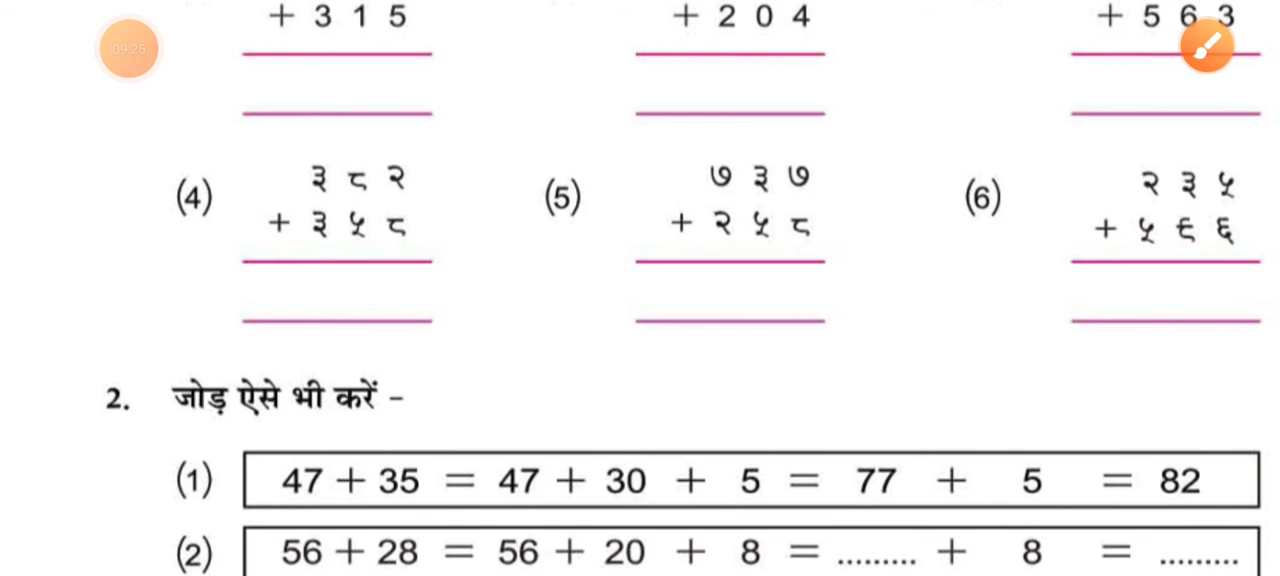 + 3 1 5 + 2 0 4 + 5 6 3
09:25
(4) ३ ८ २ (5) ७ ३ ७ (6) २ ३ ५
+ ३ ५ ८ + २ ५ ८ + ५ ६ ६
2. जोड़ ऐसे भी करें –
(1) 47 + 35 = 47 + 30 + 5 = 77 + 5 = 82
(2) 56 + 28 = 56 + 20 + 8 = ......... + 8 = .........